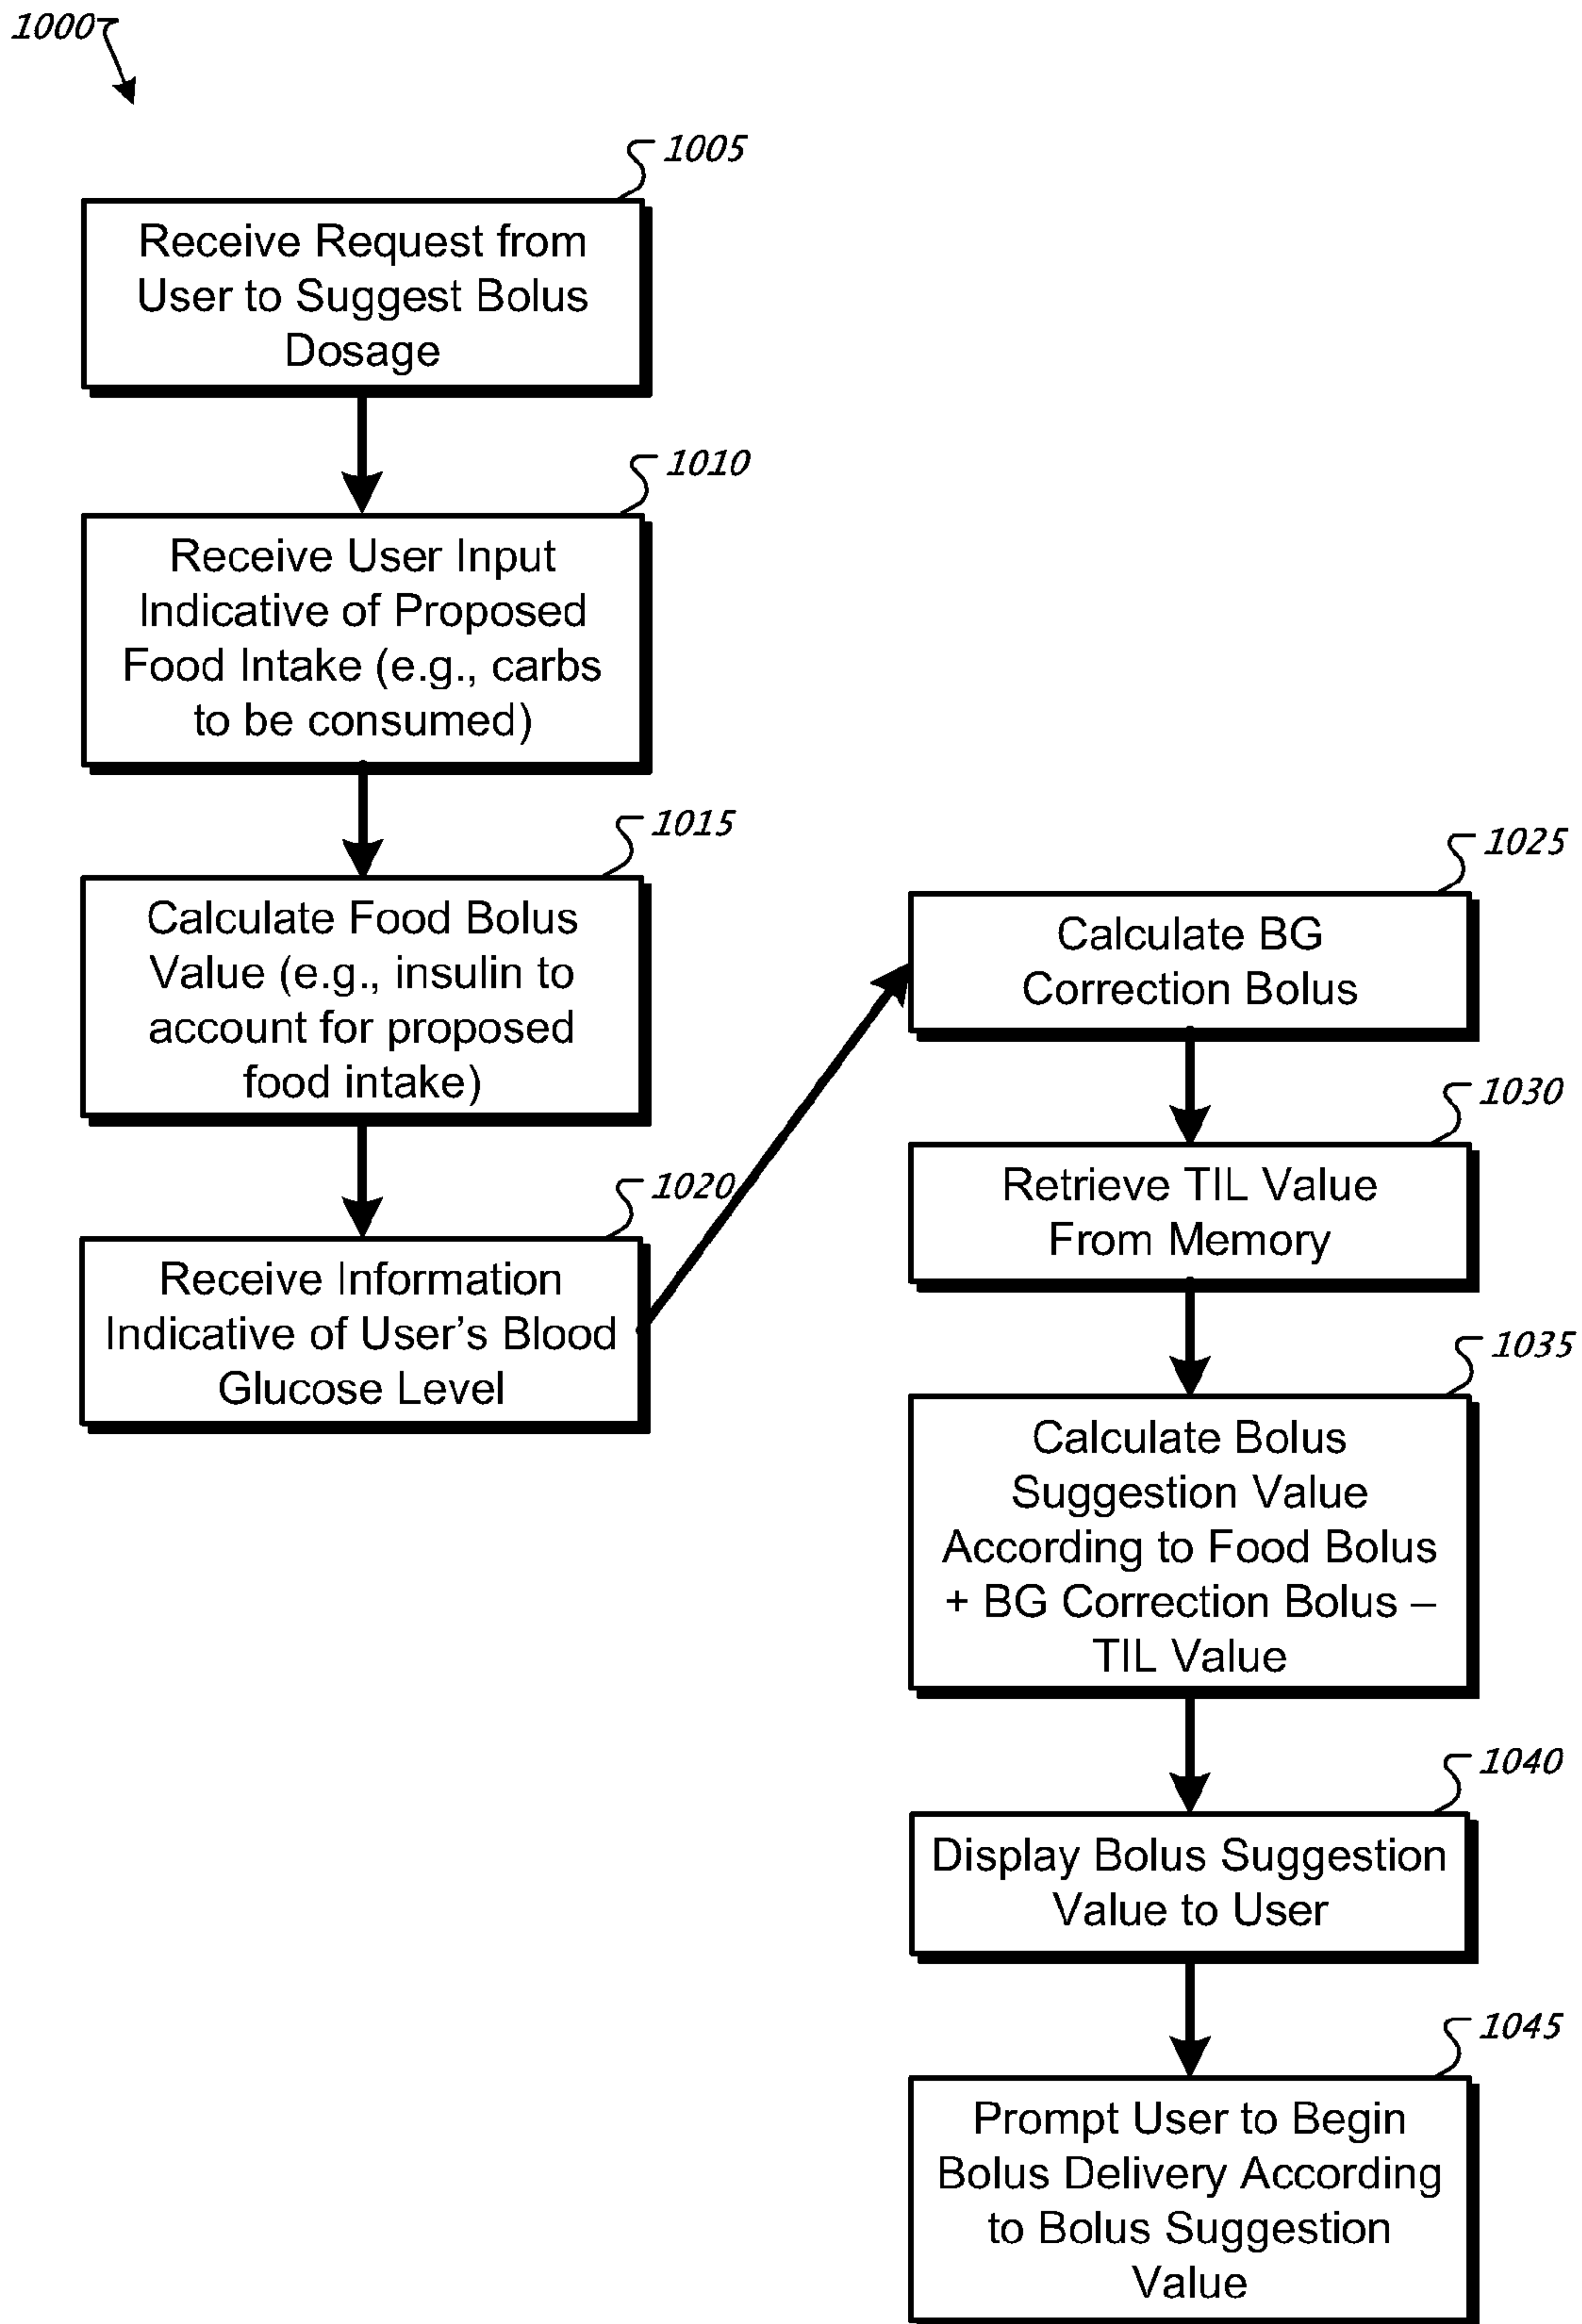 1000
1005
Receive Request from
User to Suggest Bolus
Dosage
1010
Receive User Input
Indicative of Proposed
Food Intake (e.g., carbs
to be consumed)
1015
Calculate Food Bolus
Value (e.g., insulin to
account for proposed
food intake)
1020
Receive Information
Indicative of User's Blood
Glucose Level
1025
Calculate BG
Correction Bolus
1030
Retrieve TIL Value
From Memory
1035
Calculate Bolus
Suggestion Value
According to Food Bolus
+ BG Correction Bolus –
TIL Value
1040
Display Bolus Suggestion
Value to User
1045
Prompt User to Begin
Bolus Delivery According
to Bolus Suggestion
Value